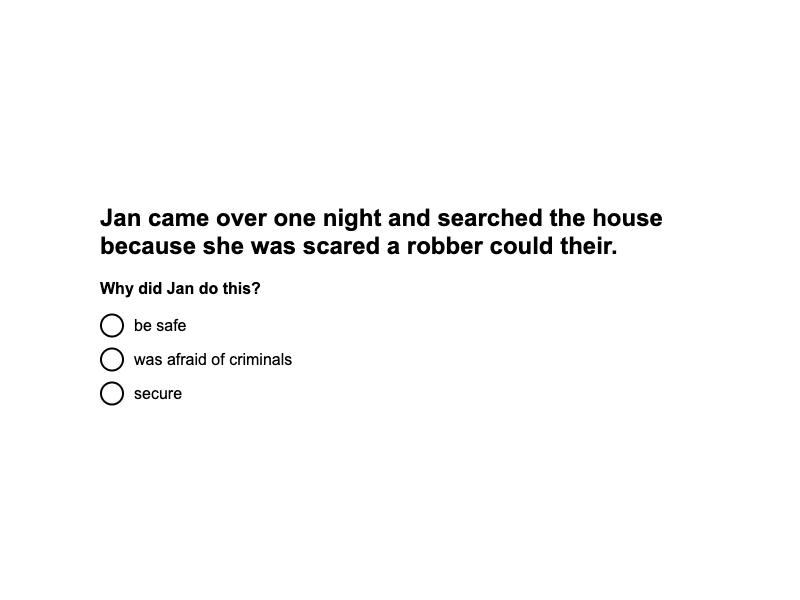 Jan came over one night and searched the house
because she was scared a robber could their.
Why did Jan do this?
be safe
was afraid of criminals
secure